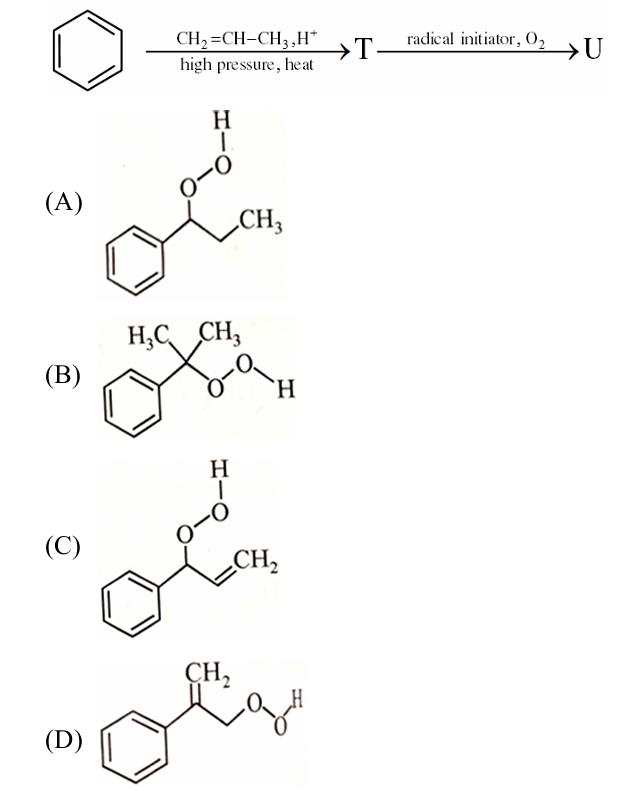 CH₂=CH−CH₃,H⁺
high pressure, heat
T
radical initiator, O₂
U
(A)
H
O
O
CH₃
(B)
H₃C CH₃
O
O
H
(C)
H
O
O
CH₂
(D)
CH₂
O
O
H